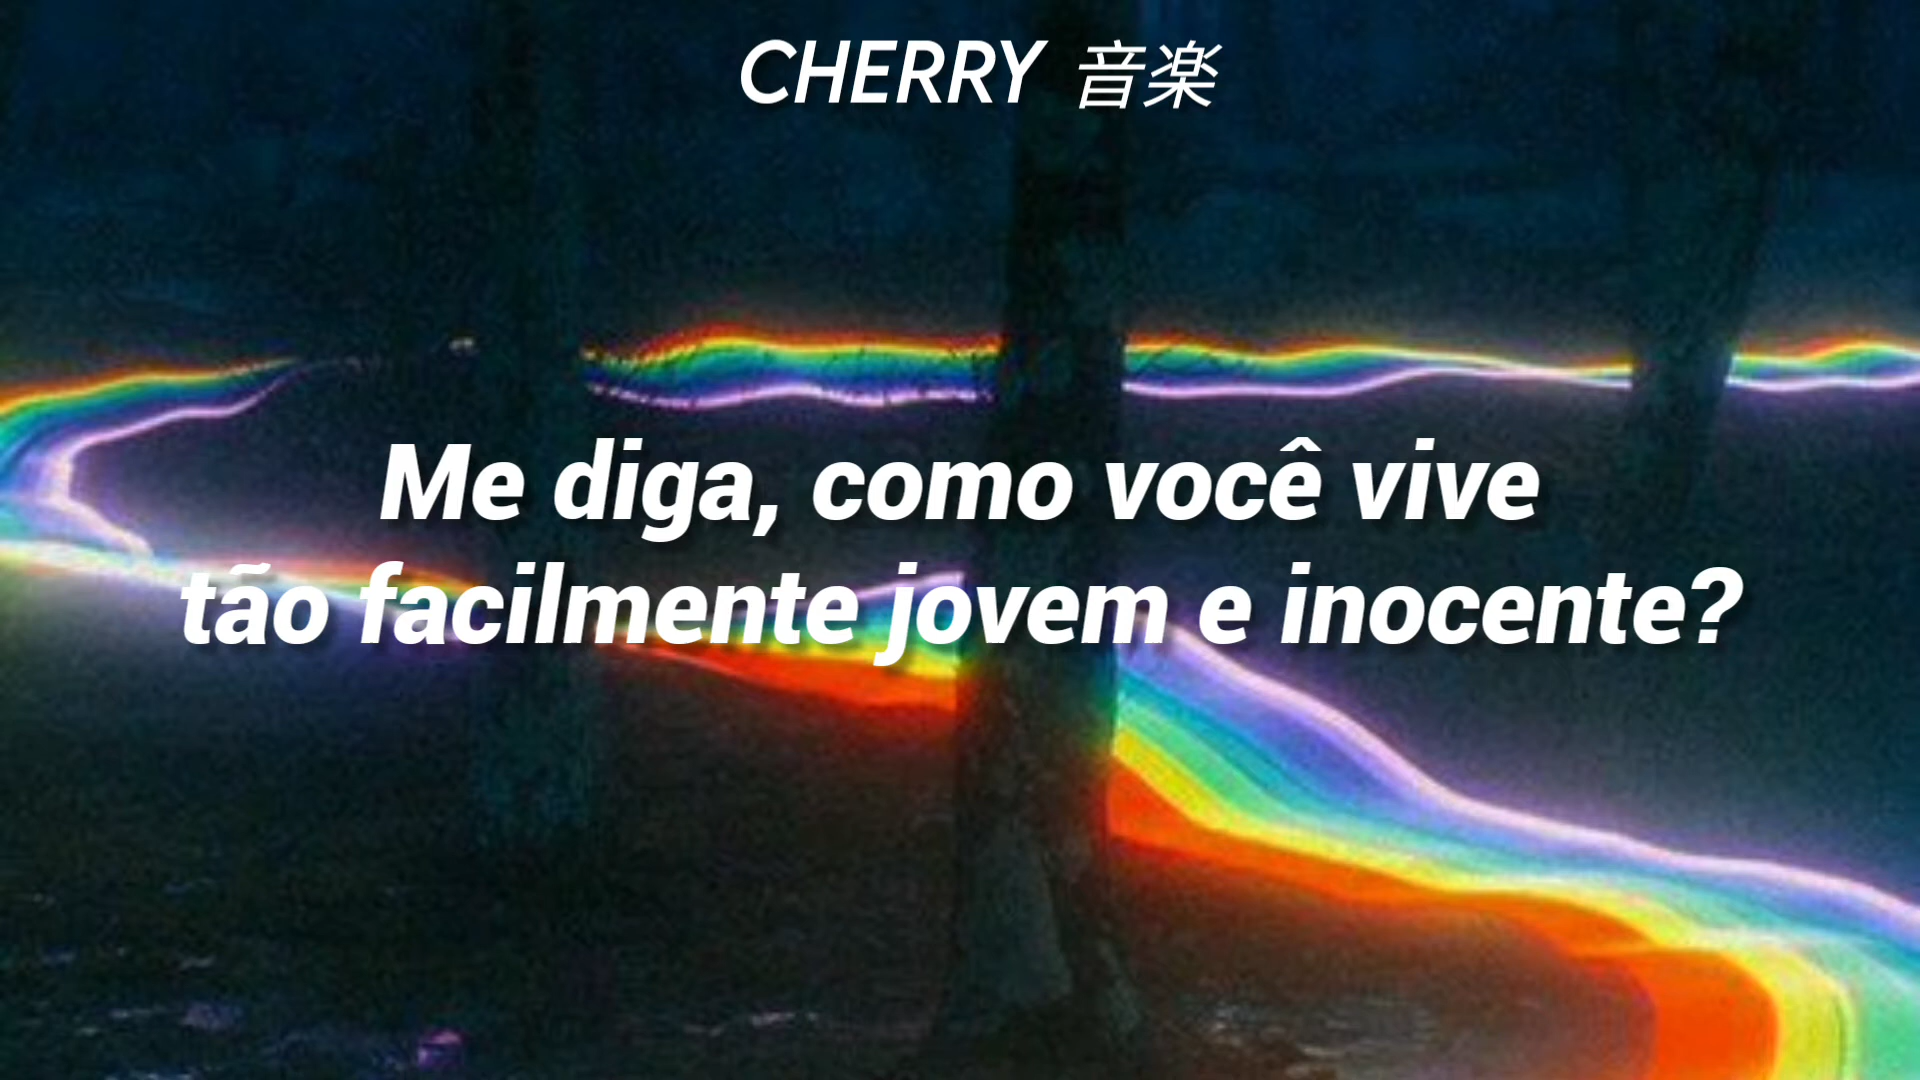 CHERRY 音楽
Me diga, como você vive
tão facilmente jovem e inocente?